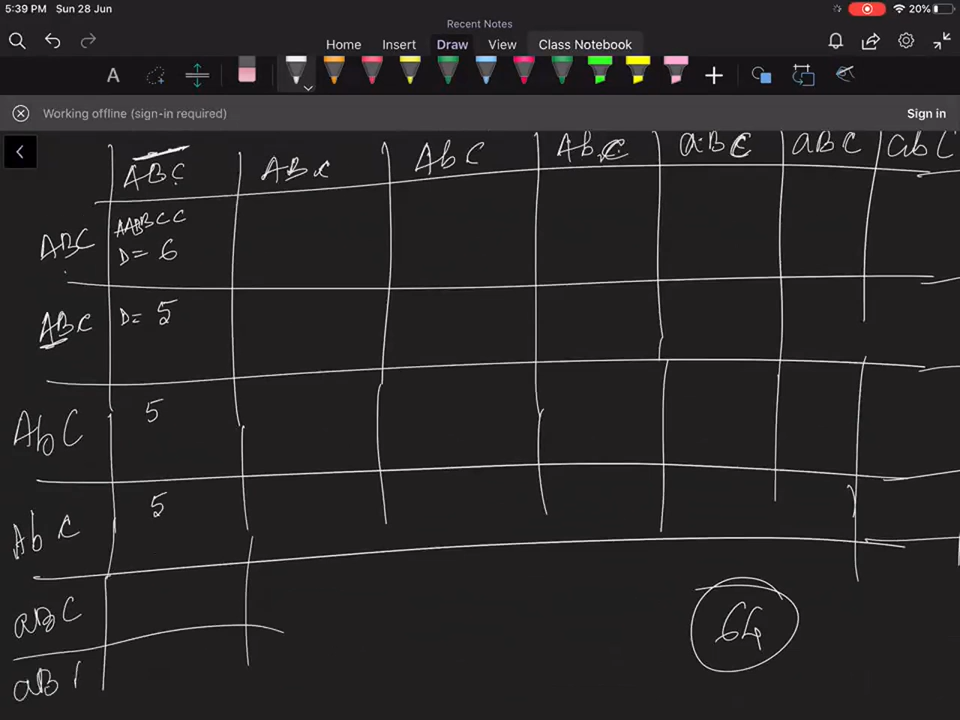 5:39 PM Sun 28 Jun
20%
Recent Notes
Home Insert Draw View Class Notebook
A
Working offline (sign-in required) Sign in
ABC ABc AbC Abc aBC aBc abC
ABC AABBCC
D= 6
ABc D= 5
AbC 5
Abc 5
aBC
aB
64